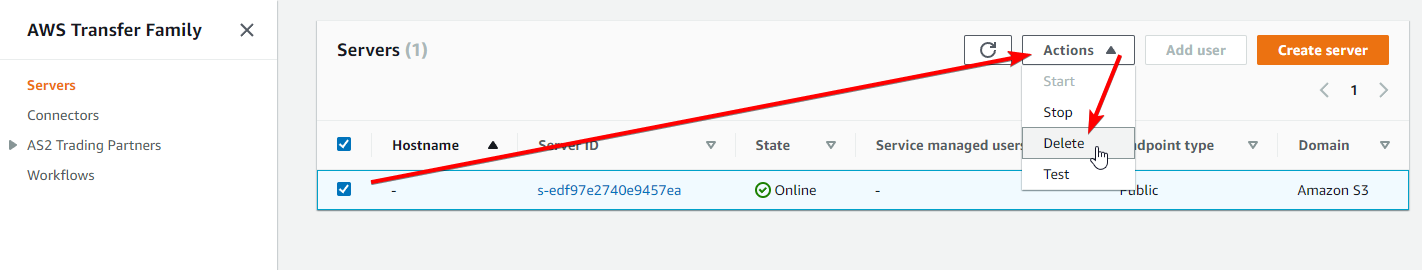 AWS Transfer Family
Servers
Connectors
AS2 Trading Partners
Workflows
Servers (1)
Actions
Add user
Create server
Start
Stop
Delete
Test
1
Hostname
Server ID
State
Service managed users
ndpoint type
Domain
-
s-edf97e2740e9457ea
Online
-
Public
Amazon S3